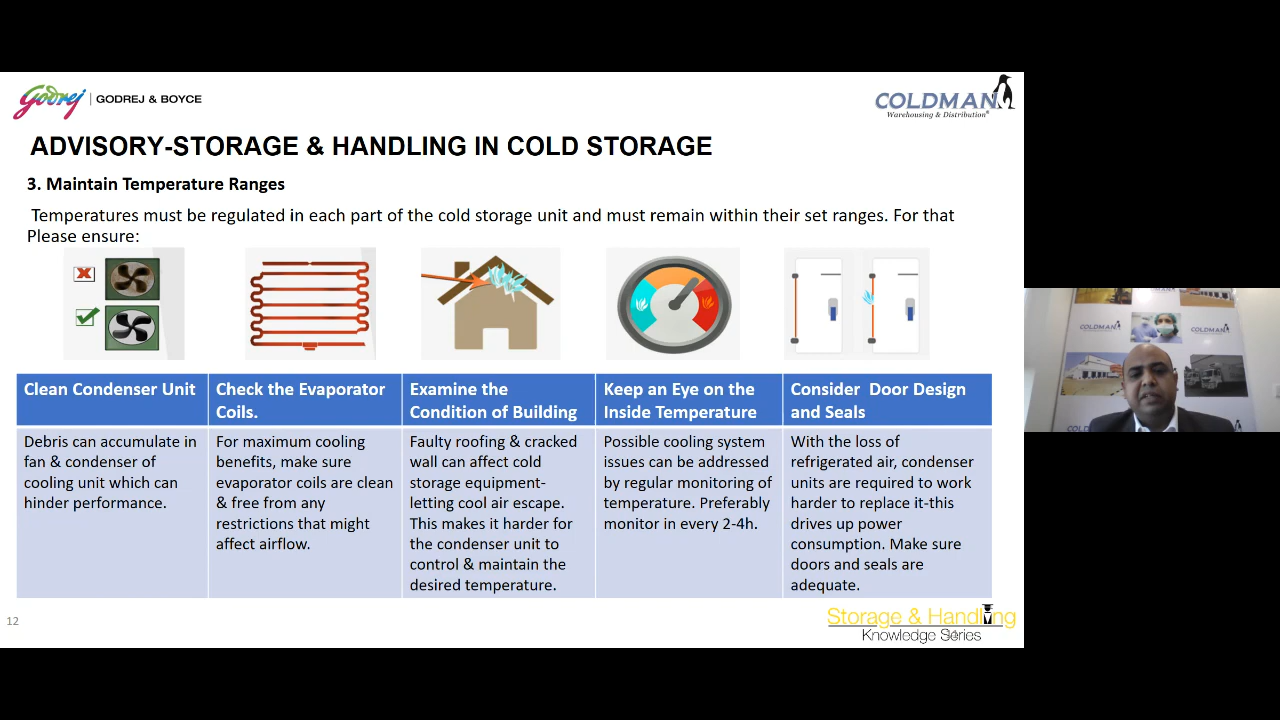 Godrej | GODREJ & BOYCE
COLDMAN
Warehousing & Distribution®
ADVISORY-STORAGE & HANDLING IN COLD STORAGE
3. Maintain Temperature Ranges
Temperatures must be regulated in each part of the cold storage unit and must remain within their set ranges. For that
Please ensure:
Clean Condenser Unit
Debris can accumulate in
fan & condenser of
cooling unit which can
hinder performance.
Check the Evaporator
Coils.
For maximum cooling
benefits, make sure
evaporator coils are clean
& free from any
restrictions that might
affect airflow.
Examine the
Condition of Building
Faulty roofing & cracked
wall can affect cold
storage equipment-
letting cool air escape.
This makes it harder for
the condenser unit to
control & maintain the
desired temperature.
Keep an Eye on the
Inside Temperature
Possible cooling system
issues can be addressed
by regular monitoring of
temperature. Preferably
monitor in every 2-4h.
Consider Door Design
and Seals
With the loss of
refrigerated air, condenser
units are required to work
harder to replace it-this
drives up power
consumption. Make sure
doors and seals are
adequate.
12
Storage & Handling
Knowledge Series
COLDMAN
COLDMAN